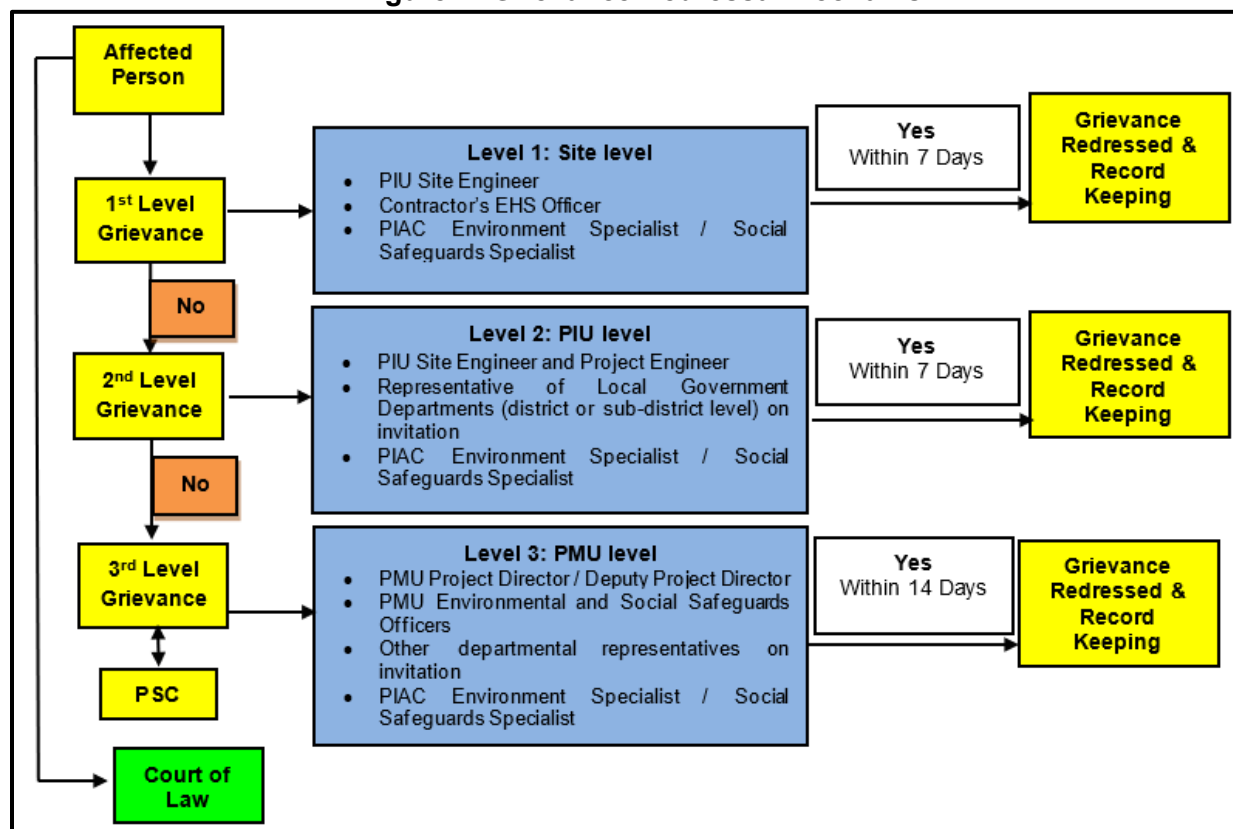 Affected
Person
1st Level
Grievance
No
2nd Level
Grievance
No
3rd Level
Grievance
PSC
Court of
Law
Level 1: Site level
• PIU Site Engineer
• Contractor's EHS Officer
• PIAC Environment Specialist / Social
Safeguards Specialist
Yes
Within 7 Days
Grievance
Redressed &
Record
Keeping
Level 2: PIU level
• PIU Site Engineer and Project Engineer
• Representative of Local Government
Departments (district or sub-district level) on
invitation
• PIAC Environment Specialist / Social
Safeguards Specialist
Yes
Within 7 Days
Grievance
Redressed &
Record
Keeping
Level 3: PMU level
• PMU Project Director / Deputy Project Director
• PMU Environmental and Social Safeguards
Officers
• Other departmental representatives on
invitation
• PIAC Environment Specialist / Social
Safeguards Specialist
Yes
Within 14 Days
Grievance
Redressed &
Record
Keeping